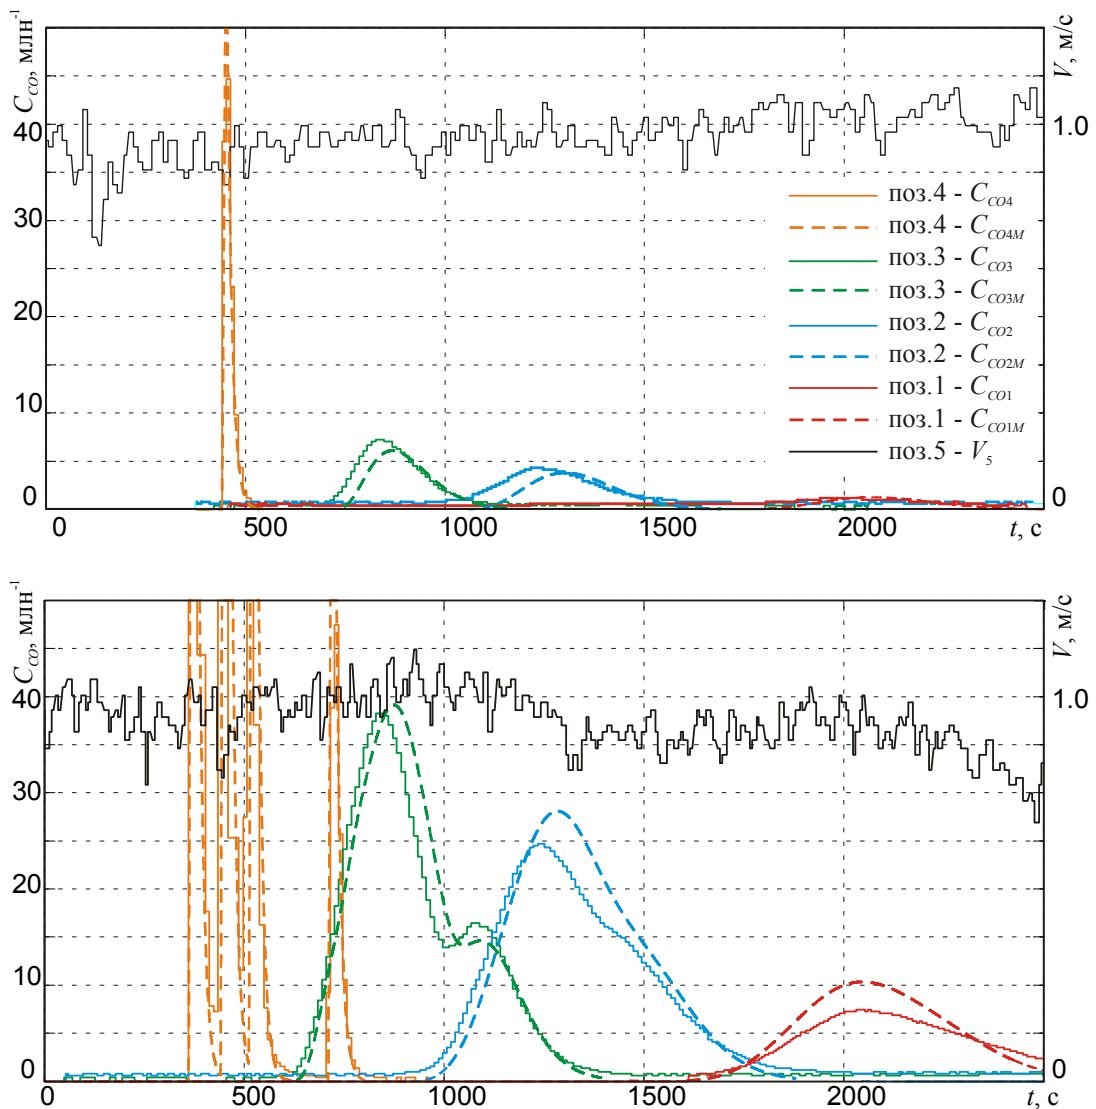 C_CO, млн⁻¹
V, м/с
40
1.0
30
20
10
0
0
0
500
1000
1500
2000
t, с
поз.4 - C_CO4
поз.4 - C_CO4M
поз.3 - C_CO3
поз.3 - C_CO3M
поз.2 - C_CO2
поз.2 - C_CO2M
поз.1 - C_CO1
поз.1 - C_CO1M
поз.5 - V_5
C_CO, млн⁻¹
V, м/с
40
1.0
30
20
10
0
0
0
500
1000
1500
2000
t, с